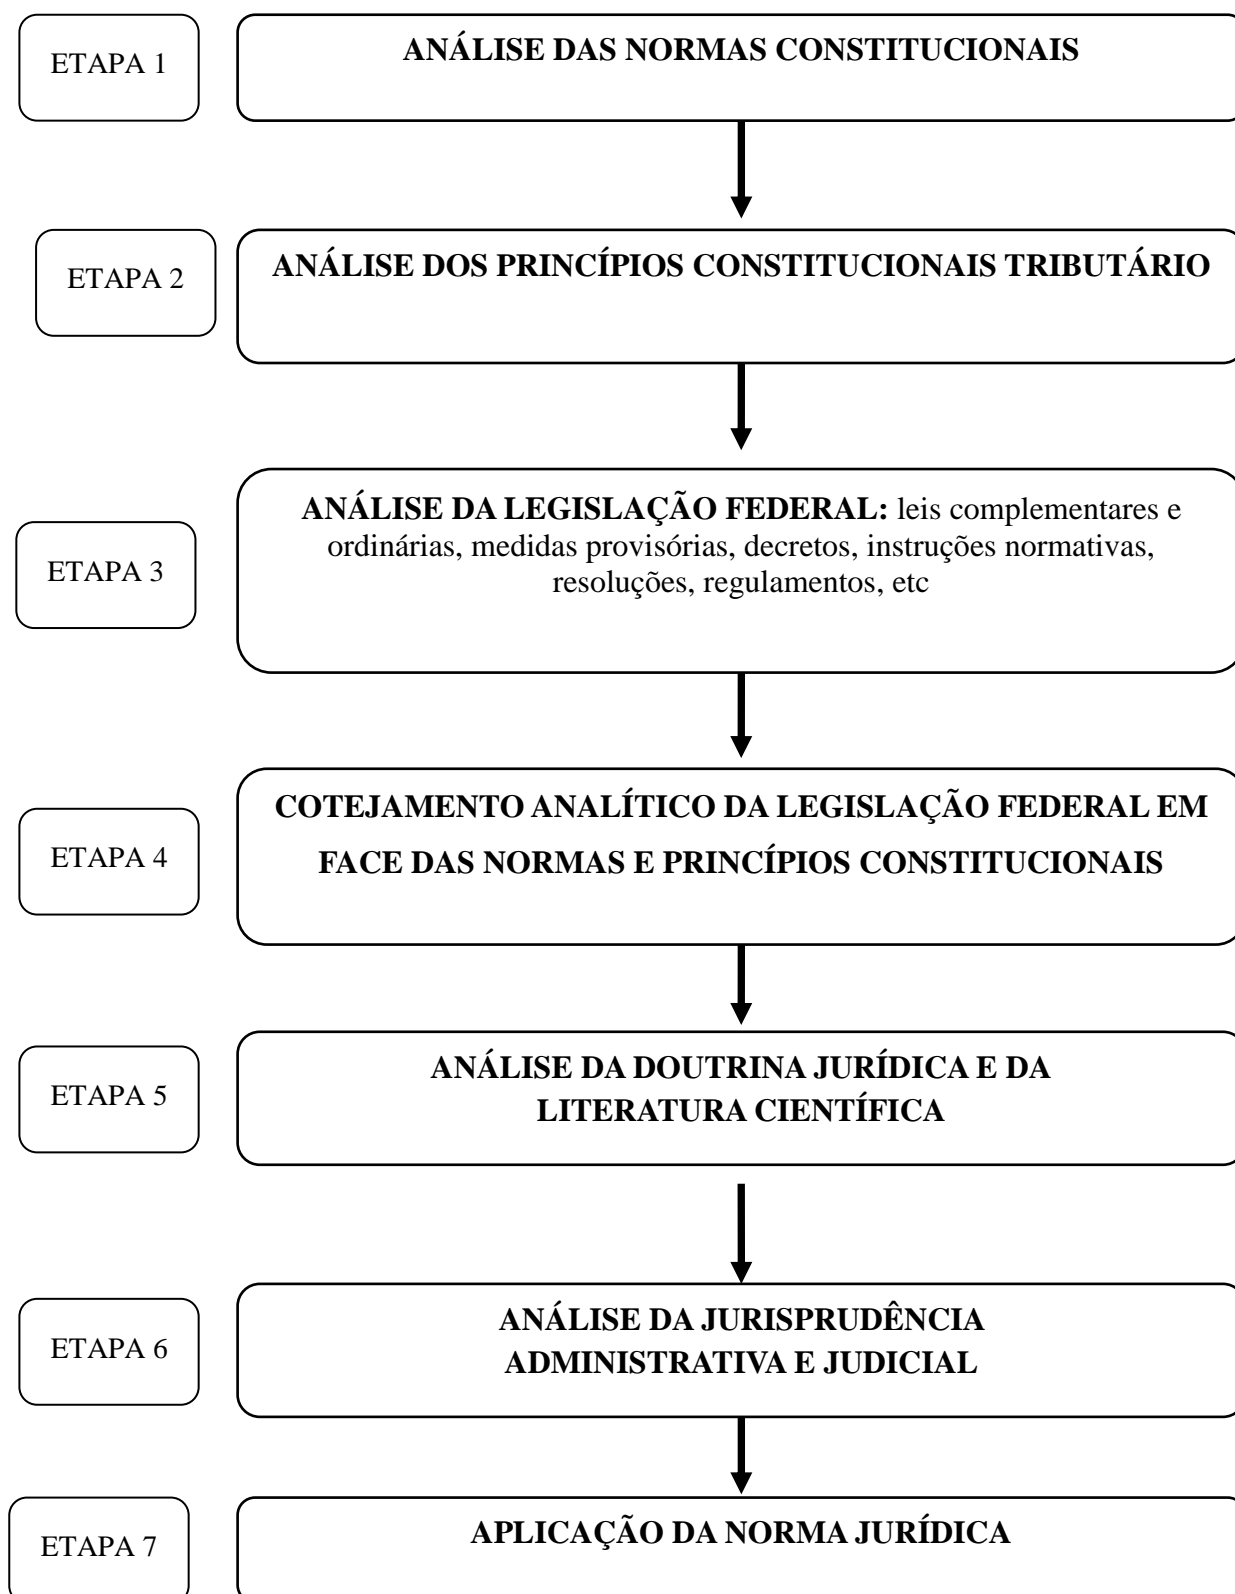 ETAPA 1
ANÁLISE DAS NORMAS CONSTITUCIONAIS
ETAPA 2
ANÁLISE DOS PRINCÍPIOS CONSTITUCIONAIS TRIBUTÁRIO
ETAPA 3
ANÁLISE DA LEGISLAÇÃO FEDERAL: leis complementares e
ordinárias, medidas provisórias, decretos, instruções normativas,
resoluções, regulamentos, etc
ETAPA 4
COTEJAMENTO ANALÍTICO DA LEGISLAÇÃO FEDERAL EM
FACE DAS NORMAS E PRINCÍPIOS CONSTITUCIONAIS
ETAPA 5
ANÁLISE DA DOUTRINA JURÍDICA E DA
LITERATURA CIENTÍFICA
ETAPA 6
ANÁLISE DA JURISPRUDÊNCIA
ADMINISTRATIVA E JUDICIAL
ETAPA 7
APLICAÇÃO DA NORMA JURÍDICA